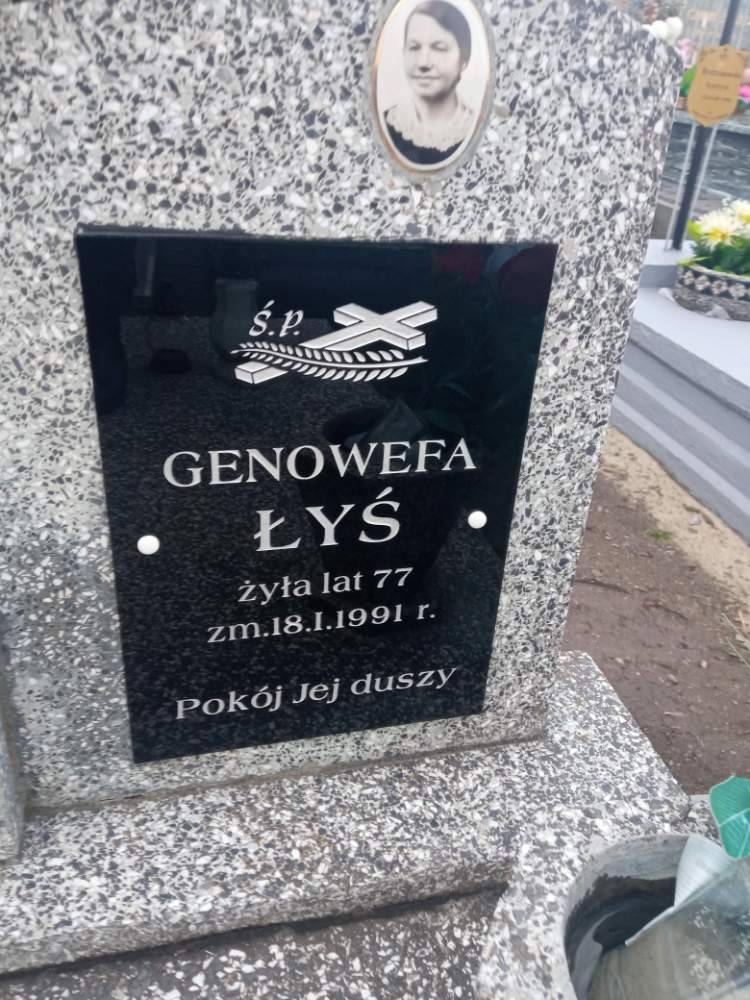 ś.p.
GENOWEFA
ŁYŚ
żyła lat 77
zm.18.I.1991 r.
Pokój Jej duszy